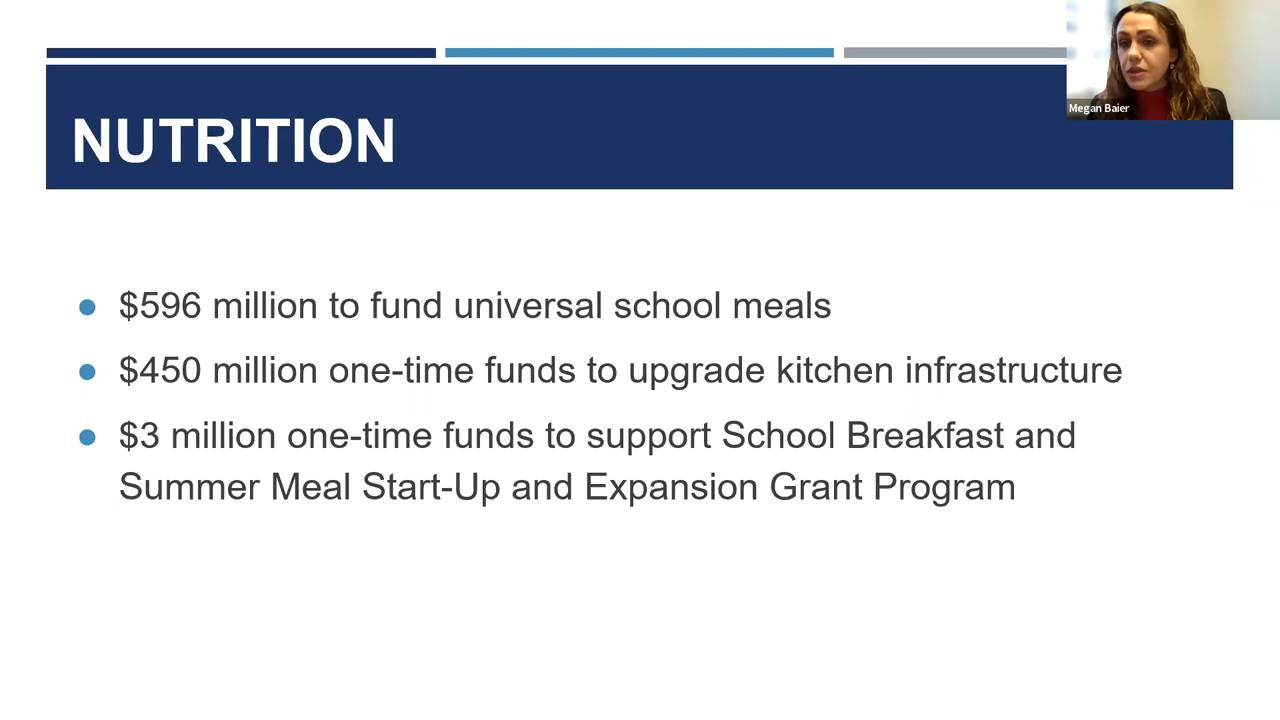 Megan Baier
NUTRITION
● $596 million to fund universal school meals
● $450 million one-time funds to upgrade kitchen infrastructure
● $3 million one-time funds to support School Breakfast and
Summer Meal Start-Up and Expansion Grant Program